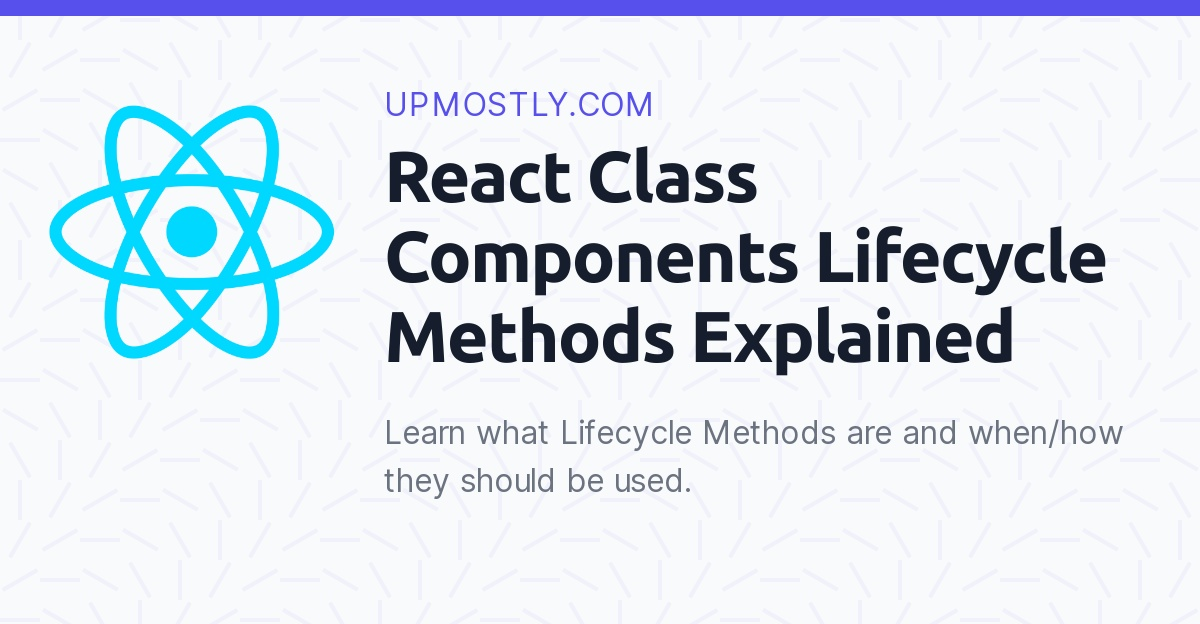 UPMOSTLY.COM
React Class
Components Lifecycle
Methods Explained
Learn what Lifecycle Methods are and when/how
they should be used.